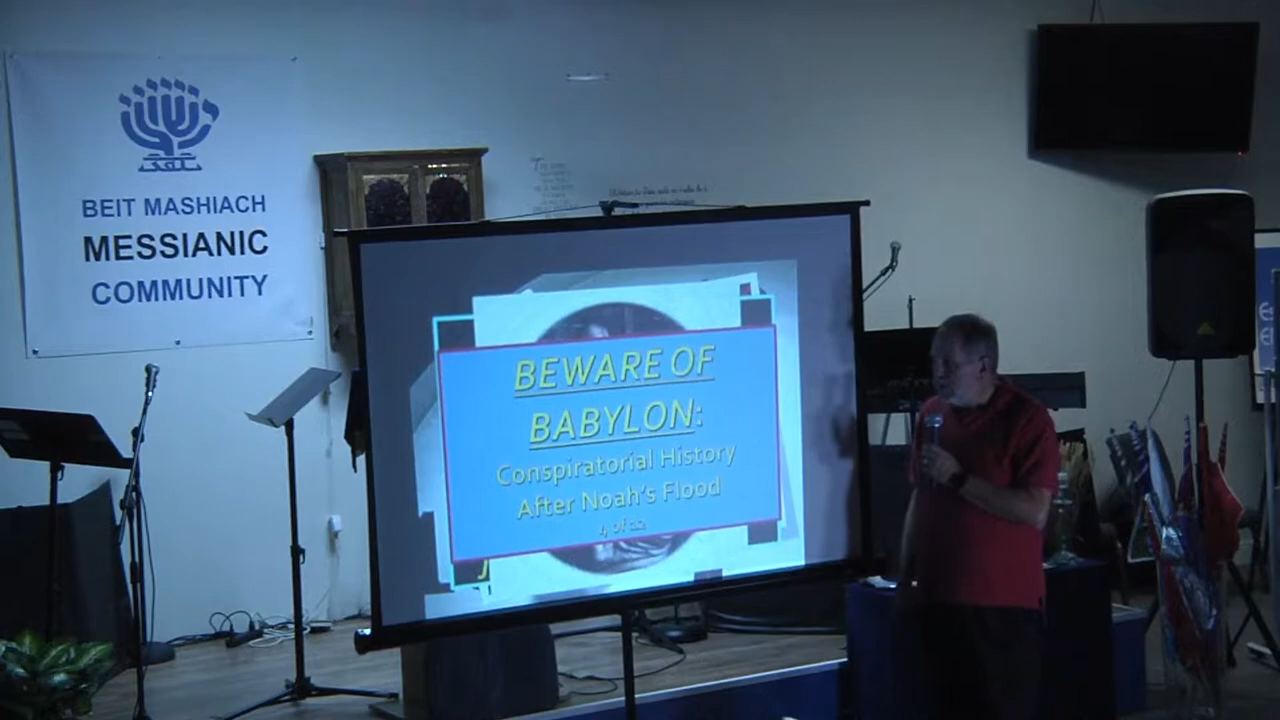 BEIT MASHIACH
MESSIANIC
COMMUNITY
BEWARE OF
BABYLON:
Conspiratorial History
After Noah's Flood